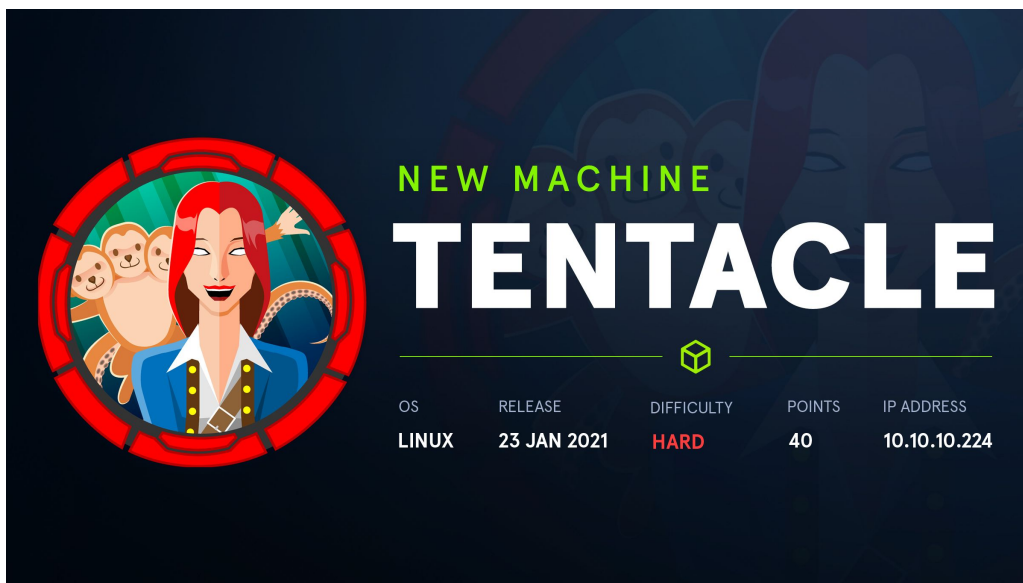 NEW MACHINE
TENTACLE
OS RELEASE DIFFICULTY POINTS IP ADDRESS
LINUX 23 JAN 2021 HARD 40 10.10.10.224